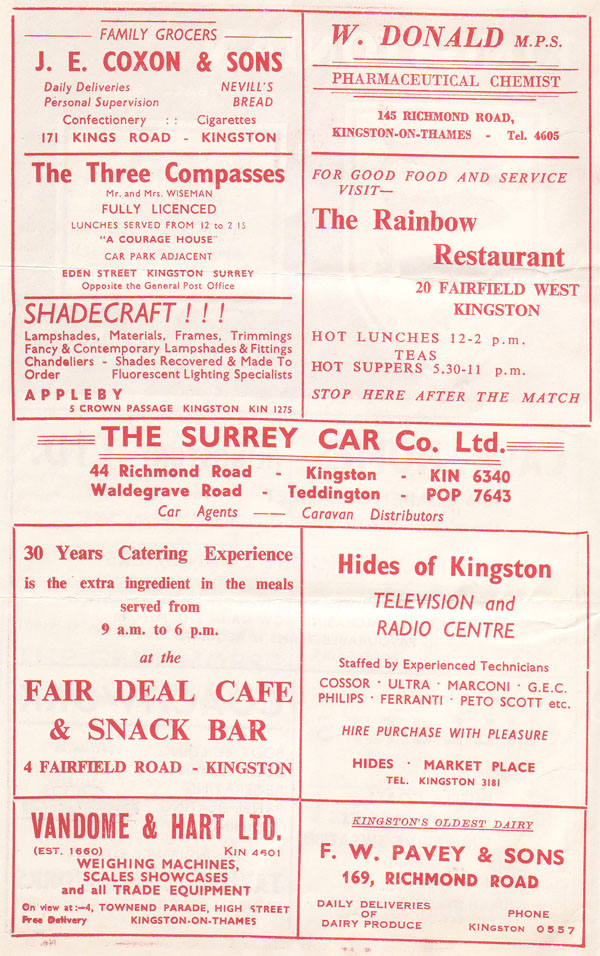 FAMILY GROCERS
J. E. COXON & SONS
Daily Deliveries NEVILL'S
Personal Supervision BREAD
Confectionery :: Cigarettes
171 KINGS ROAD - KINGSTON
W. DONALD M.P.S.
PHARMACEUTICAL CHEMIST
145 RICHMOND ROAD,
KINGSTON-ON-THAMES - Tel. 4605
The Three Compasses
Mr. and Mrs. WISEMAN
FULLY LICENCED
LUNCHES SERVED FROM 12 to 2 15
"A COURAGE HOUSE"
CAR PARK ADJACENT
EDEN STREET KINGSTON SURREY
Opposite the General Post Office
FOR GOOD FOOD AND SERVICE
VISIT—
The Rainbow
Restaurant
20 FAIRFIELD WEST
KINGSTON
HOT LUNCHES 12-2 p.m.
TEAS
HOT SUPPERS 5.30-11 p.m.
STOP HERE AFTER THE MATCH
SHADECRAFT ! ! !
Lampshades, Materials, Frames, Trimmings
Fancy & Contemporary Lampshades & Fittings
Chandeliers - Shades Recovered & Made To
Order Fluorescent Lighting Specialists
APPLEBY
5 CROWN PASSAGE KINGSTON KIN 1275
THE SURREY CAR Co. Ltd.
44 Richmond Road - Kingston - KIN 6340
Waldegrave Road - Teddington - POP 7643
Car Agents —— Caravan Distributors
30 Years Catering Experience
is the extra ingredient in the meals
served from
9 a.m. to 6 p.m.
at the
FAIR DEAL CAFE
& SNACK BAR
4 FAIRFIELD ROAD - KINGSTON
Hides of Kingston
TELEVISION and
RADIO CENTRE
Staffed by Experienced Technicians
COSSOR · ULTRA · MARCONI · G.E.C.
PHILIPS · FERRANTI · PETO SCOTT etc.
HIRE PURCHASE WITH PLEASURE
HIDES · MARKET PLACE
TEL. KINGSTON 3181
VANDOME & HART LTD.
(EST. 1660) KIN 4601
WEIGHING MACHINES,
SCALES SHOWCASES
and all TRADE EQUIPMENT
On view at:—4, TOWNEND PARADE, HIGH STREET
Free Delivery KINGSTON-ON-THAMES
KINGSTON'S OLDEST DAIRY
F. W. PAVEY & SONS
169, RICHMOND ROAD
DAILY DELIVERIES
OF
DAIRY PRODUCE
PHONE
KINGSTON 0557